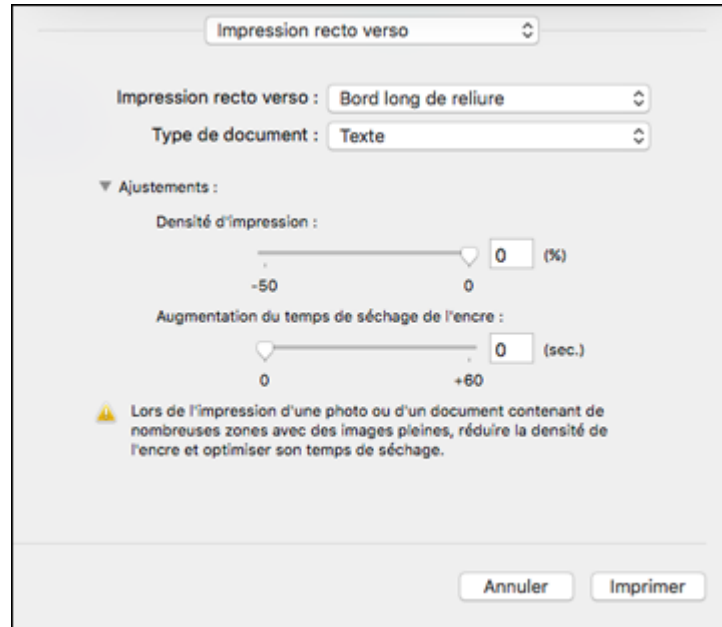 Impression recto verso
Impression recto verso : Bord long de reliure
Type de document : Texte
Ajustements :
Densité d'impression :
0 (%)
-50 0
Augmentation du temps de séchage de l'encre :
0 (sec.)
0 +60
Lors de l'impression d'une photo ou d'un document contenant de
nombreuses zones avec des images pleines, réduire la densité de
l'encre et optimiser son temps de séchage.
Annuler Imprimer